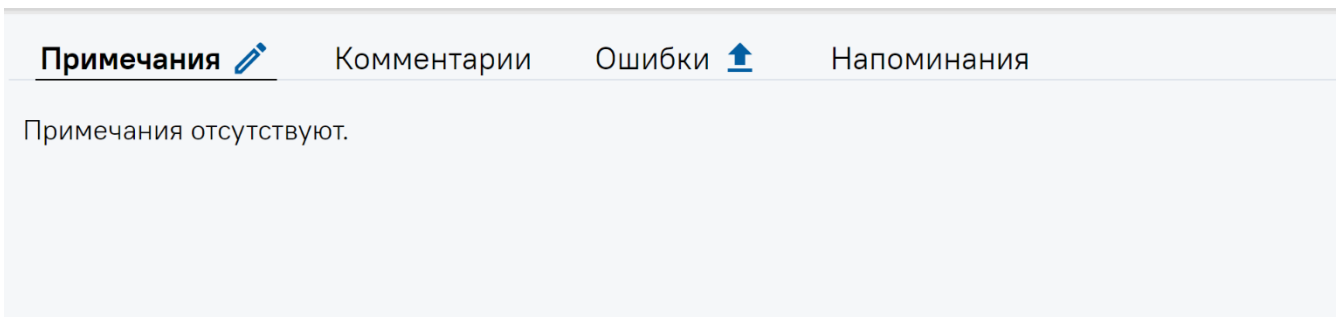 Примечания Комментарии Ошибки Напоминания
Примечания отсутствуют.